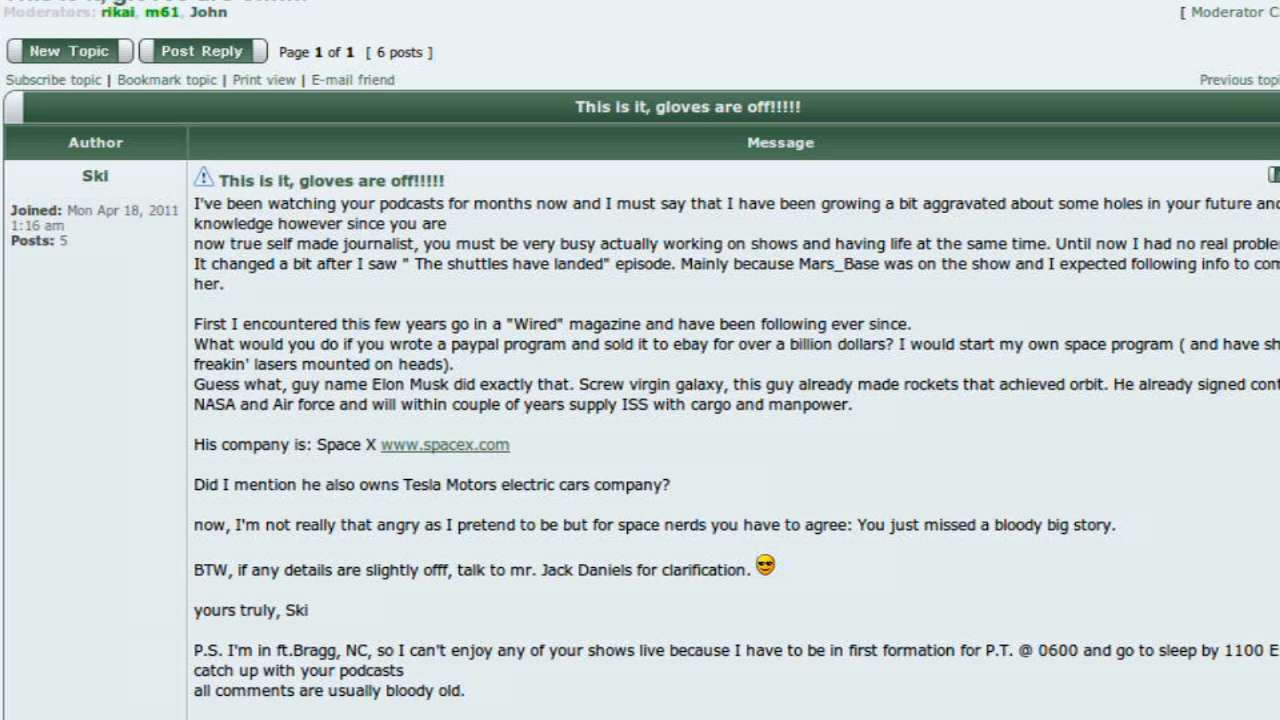 Moderators: rikai, m61, John
[ Moderator C
New Topic Post Reply Page 1 of 1 [ 6 posts ]
Subscribe topic | Bookmark topic | Print view | E-mail friend
Previous topi
This is it, gloves are off!!!!!
Author Message
Ski
Joined: Mon Apr 18, 2011
1:16 am
Posts: 5
This is it, gloves are off!!!!!
I've been watching your podcasts for months now and I must say that I have been growing a bit aggravated about some holes in your future and
knowledge however since you are
now true self made journalist, you must be very busy actually working on shows and having life at the same time. Until now I had no real proble
It changed a bit after I saw " The shuttles have landed" episode. Mainly because Mars_Base was on the show and I expected following info to com
her.
First I encountered this few years go in a "Wired" magazine and have been following ever since.
What would you do if you wrote a paypal program and sold it to ebay for over a billion dollars? I would start my own space program ( and have sh
freakin' lasers mounted on heads).
Guess what, guy name Elon Musk did exactly that. Screw virgin galaxy, this guy already made rockets that achieved orbit. He already signed cont
NASA and Air force and will within couple of years supply ISS with cargo and manpower.
His company is: Space X www.spacex.com
Did I mention he also owns Tesla Motors electric cars company?
now, I'm not really that angry as I pretend to be but for space nerds you have to agree: You just missed a bloody big story.
BTW, if any details are slightly offf, talk to mr. Jack Daniels for clarification.
yours truly, Ski
P.S. I'm in ft.Bragg, NC, so I can't enjoy any of your shows live because I have to be in first formation for P.T. @ 0600 and go to sleep by 1100 E
catch up with your podcasts
all comments are usually bloody old.